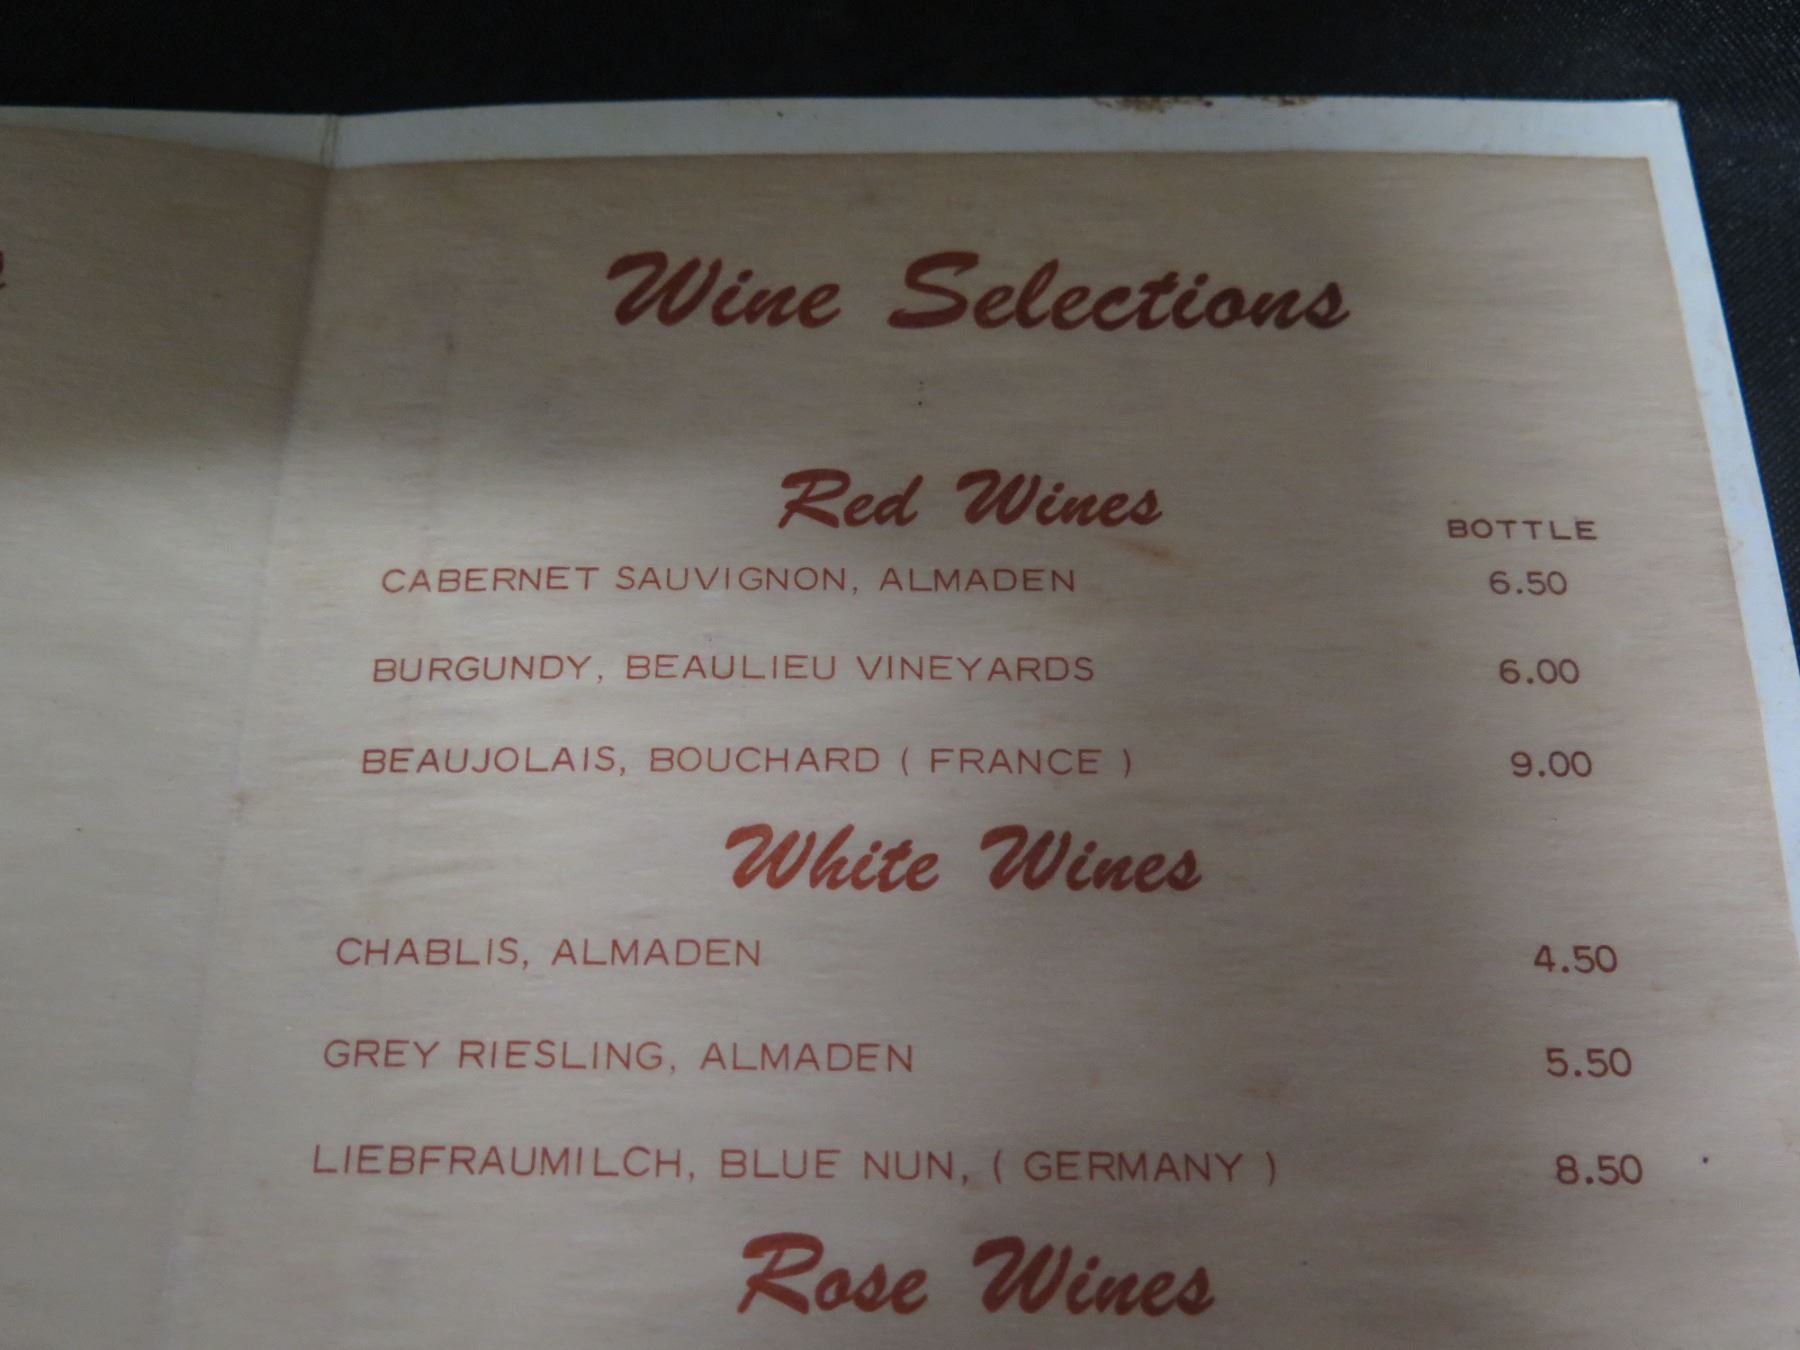 Wine Selections
Red Wines
BOTTLE
CABERNET SAUVIGNON, ALMADEN 6.50
BURGUNDY, BEAULIEU VINEYARDS 6.00
BEAUJOLAIS, BOUCHARD ( FRANCE ) 9.00
White Wines
CHABLIS, ALMADEN 4.50
GREY RIESLING, ALMADEN 5.50
LIEBFRAUMILCH, BLUE NUN, ( GERMANY ) 8.50
Rose Wines